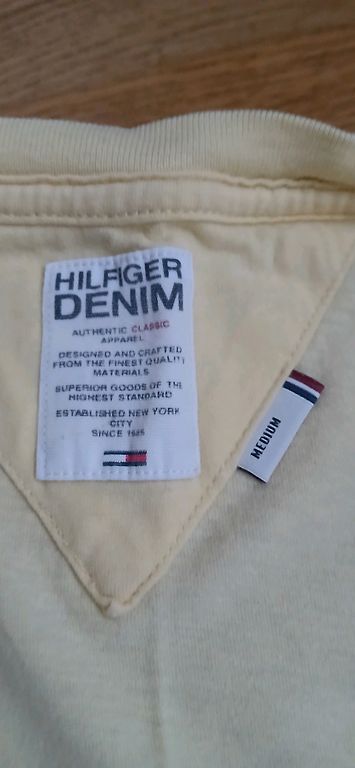 HILFIGER
DENIM
AUTHENTIC CLASSIC
APPAREL
DESIGNED AND CRAFTED
FROM THE FINEST QUALITY
MATERIALS
SUPERIOR GOODS OF THE
HIGHEST STANDARD
ESTABLISHED NEW YORK
CITY
SINCE 1985
MEDIUM